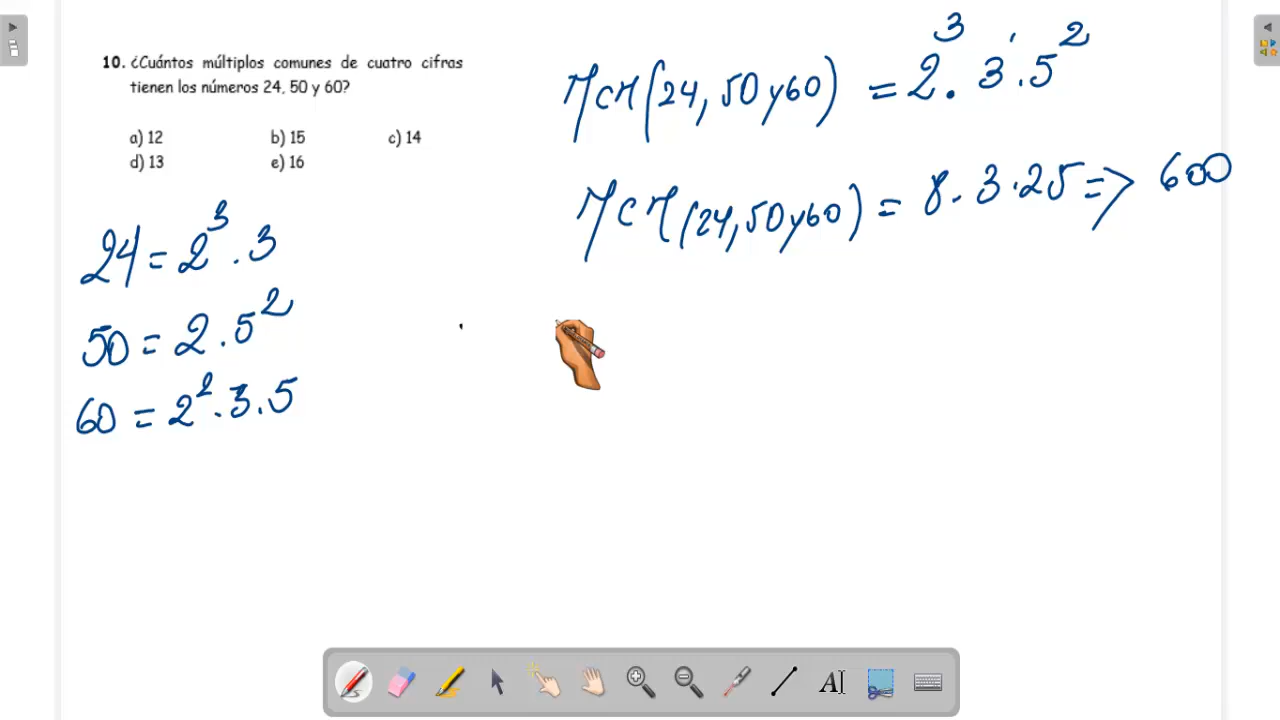 10. ¿Cuántos múltiplos comunes de cuatro cifras
tienen los números 24, 50 y 60?
a) 12 b) 15 c) 14
d) 13 e) 16
24 = 2³ . 3
50 = 2 . 5²
60 = 2² . 3 . 5
MCM (24, 50 y 60) = 2³ . 3¹ . 5²
MCM (24, 50 y 60) = 8 . 3 . 25 => 600
A